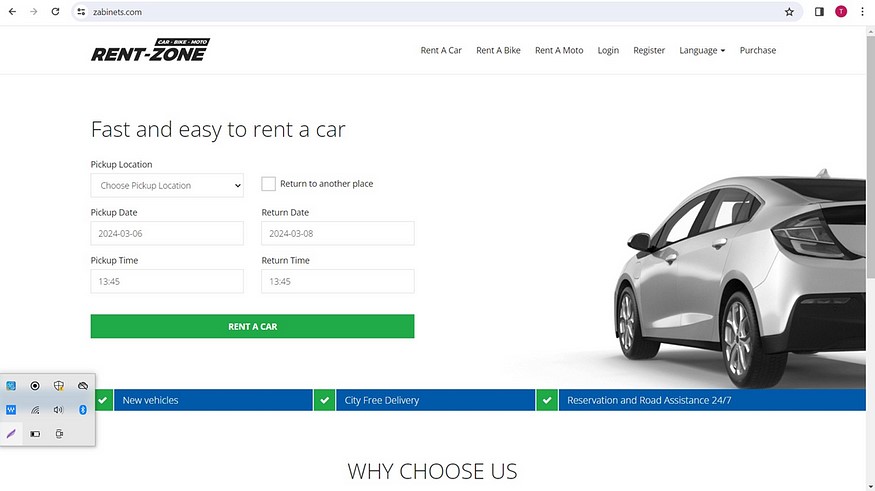 zabinets.com
T
CAR - BIKE - MOTO
RENT-ZONE
Rent A Car Rent A Bike Rent A Moto Login Register Language Purchase
Fast and easy to rent a car
Pickup Location
Choose Pickup Location
Return to another place
Pickup Date Return Date
2024-03-06 2024-03-08
Pickup Time Return Time
13:45 13:45
RENT A CAR
New vehicles City Free Delivery Reservation and Road Assistance 24/7
WHY CHOOSE US